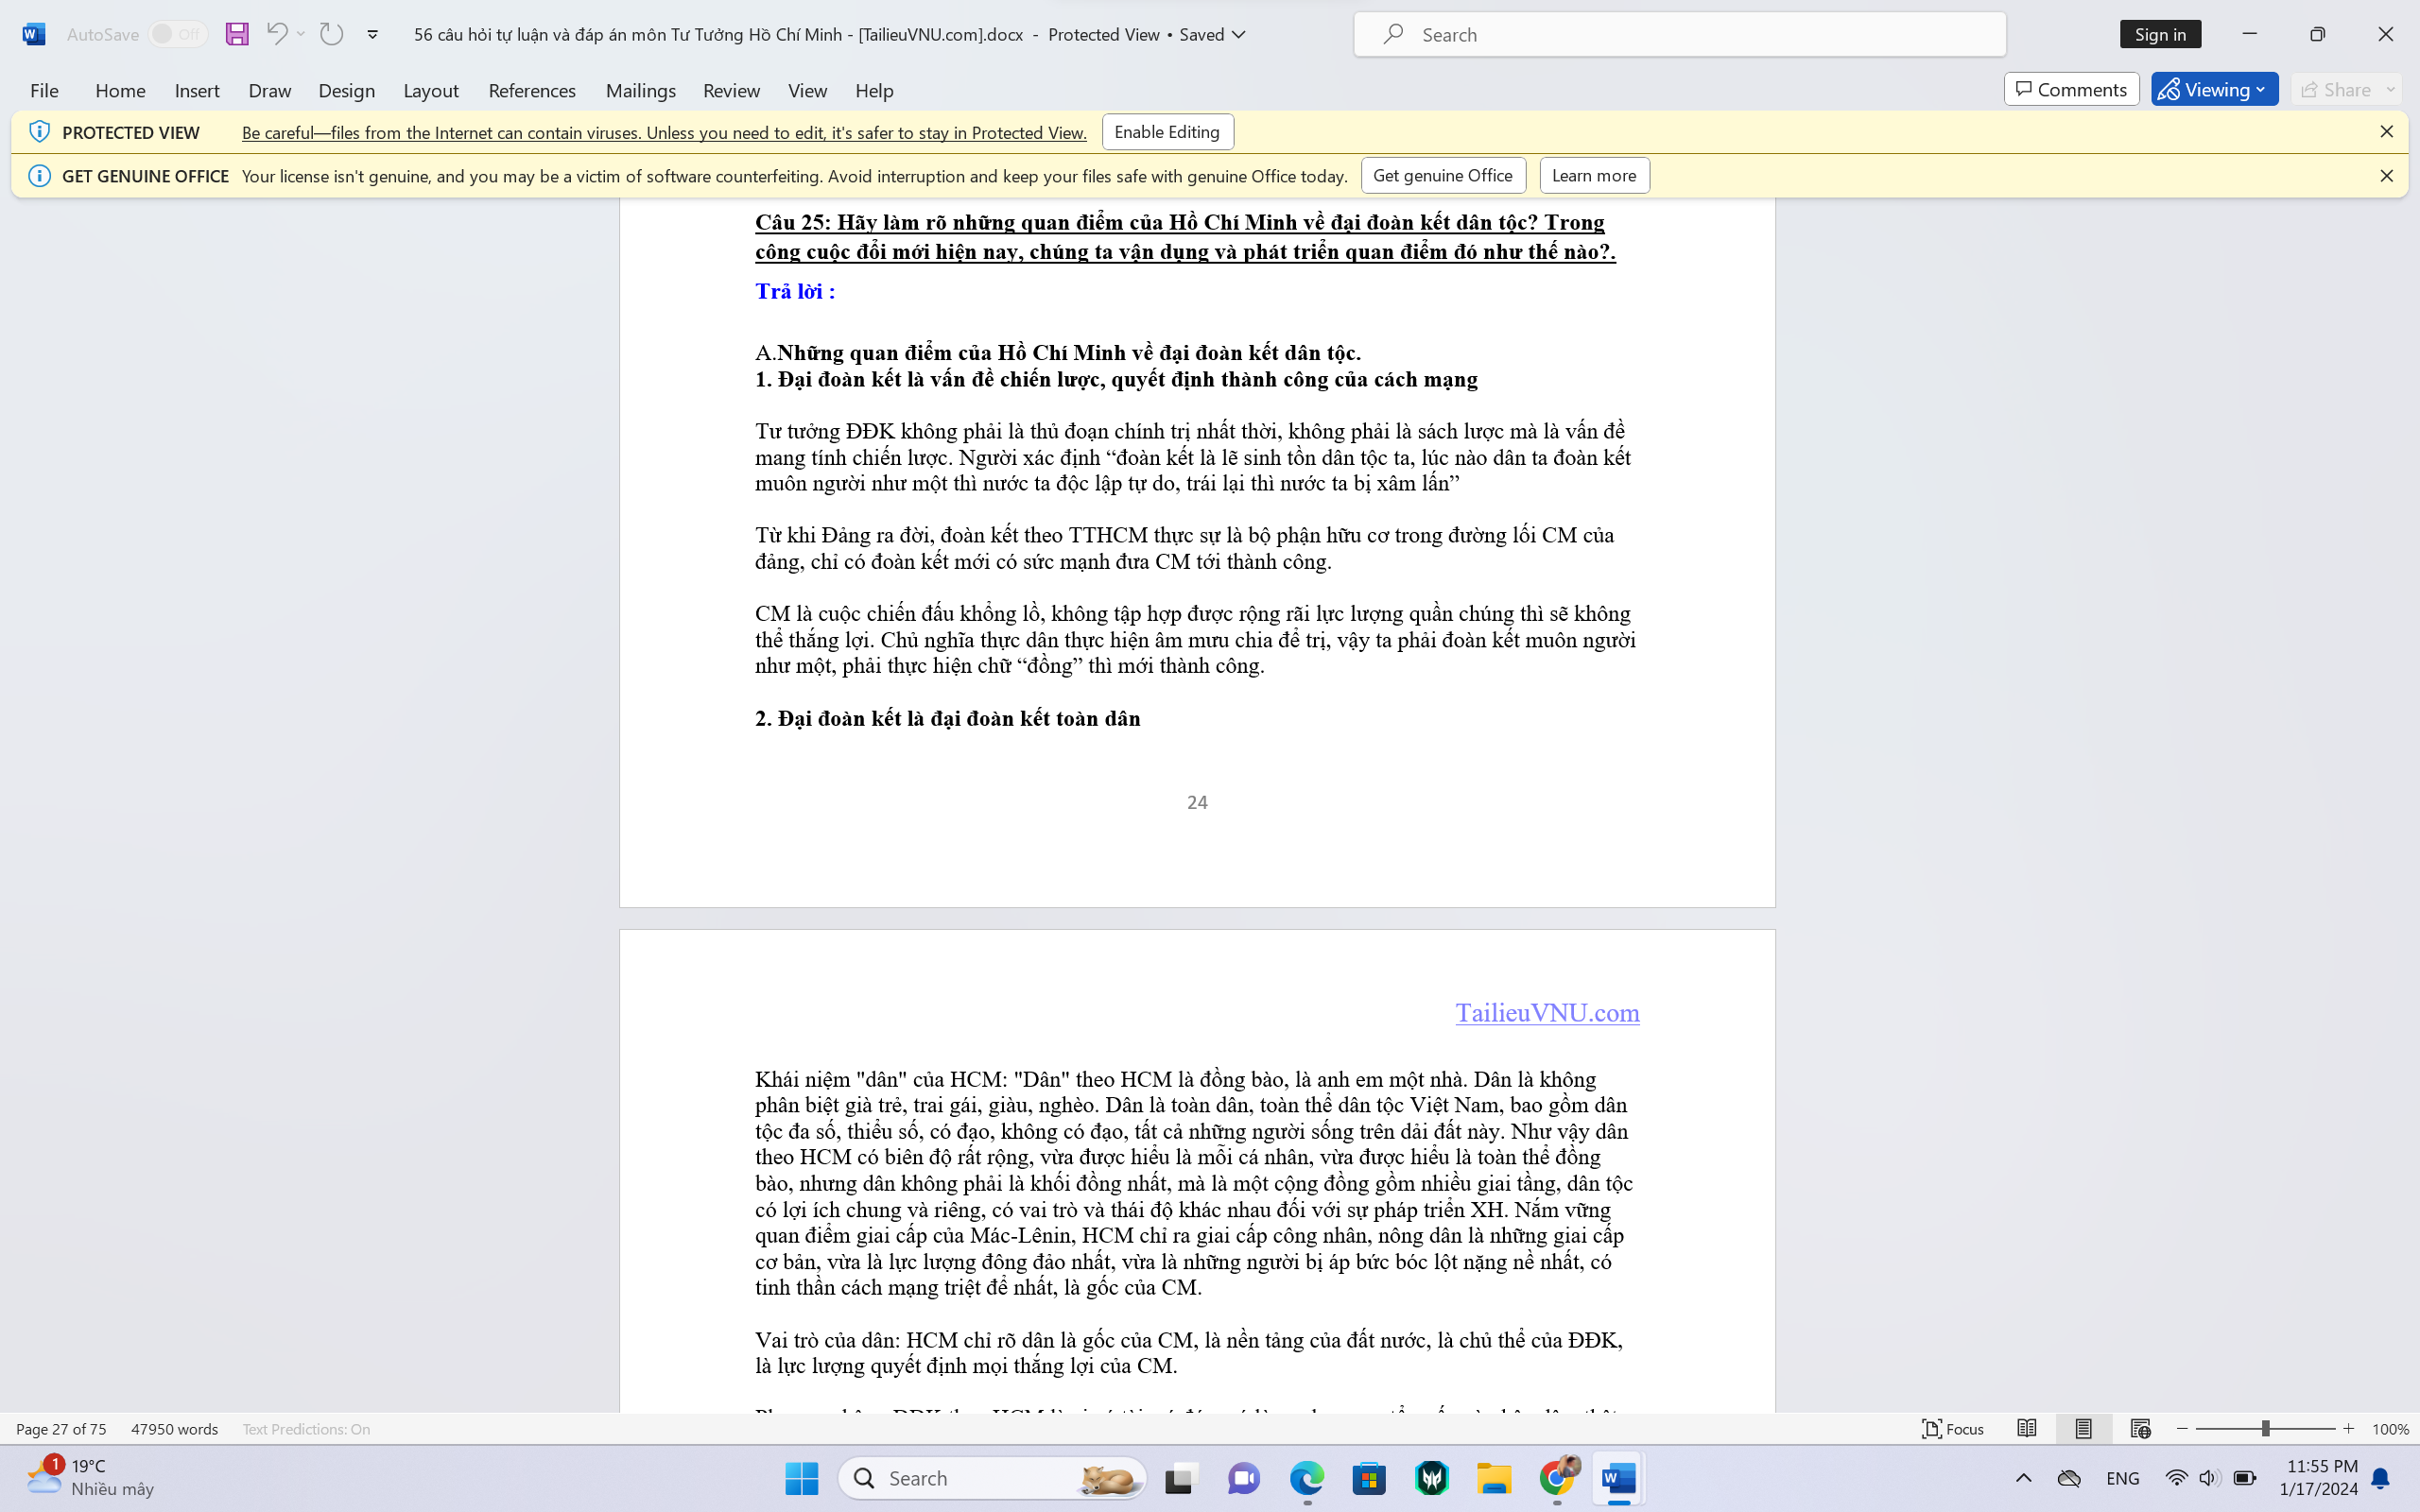 AutoSave Off 56 câu hỏi tự luận và đáp án môn Tư Tưởng Hồ Chí Minh - [TailieuVNU.com].docx - Protected View • Saved Search Sign in
File Home Insert Draw Design Layout References Mailings Review View Help Comments Viewing Share
PROTECTED VIEW Be careful—files from the Internet can contain viruses. Unless you need to edit, it's safer to stay in Protected View. Enable Editing
GET GENUINE OFFICE Your license isn't genuine, and you may be a victim of software counterfeiting. Avoid interruption and keep your files safe with genuine Office today. Get genuine Office Learn more
Câu 25: Hãy làm rõ những quan điểm của Hồ Chí Minh về đại đoàn kết dân tộc? Trong
công cuộc đổi mới hiện nay, chúng ta vận dụng và phát triển quan điểm đó như thế nào?.
Trả lời :
A.Những quan điểm của Hồ Chí Minh về đại đoàn kết dân tộc.
1. Đại đoàn kết là vấn đề chiến lược, quyết định thành công của cách mạng
Tư tưởng ĐĐK không phải là thủ đoạn chính trị nhất thời, không phải là sách lược mà là vấn đề
mang tính chiến lược. Người xác định “đoàn kết là lẽ sinh tồn dân tộc ta, lúc nào dân ta đoàn kết
muôn người như một thì nước ta độc lập tự do, trái lại thì nước ta bị xâm lấn”
Từ khi Đảng ra đời, đoàn kết theo TTHCM thực sự là bộ phận hữu cơ trong đường lối CM của
đảng, chỉ có đoàn kết mới có sức mạnh đưa CM tới thành công.
CM là cuộc chiến đấu khổng lồ, không tập hợp được rộng rãi lực lượng quần chúng thì sẽ không
thể thắng lợi. Chủ nghĩa thực dân thực hiện âm mưu chia để trị, vậy ta phải đoàn kết muôn người
như một, phải thực hiện chữ “đồng” thì mới thành công.
2. Đại đoàn kết là đại đoàn kết toàn dân
24
TailieuVNU.com
Khái niệm "dân" của HCM: "Dân" theo HCM là đồng bào, là anh em một nhà. Dân là không
phân biệt già trẻ, trai gái, giàu, nghèo. Dân là toàn dân, toàn thể dân tộc Việt Nam, bao gồm dân
tộc đa số, thiểu số, có đạo, không có đạo, tất cả những người sống trên dải đất này. Như vậy dân
theo HCM có biên độ rất rộng, vừa được hiểu là mỗi cá nhân, vừa được hiểu là toàn thể đồng
bào, nhưng dân không phải là khối đồng nhất, mà là một cộng đồng gồm nhiều giai tầng, dân tộc
có lợi ích chung và riêng, có vai trò và thái độ khác nhau đối với sự pháp triển XH. Nắm vững
quan điểm giai cấp của Mác-Lênin, HCM chỉ ra giai cấp công nhân, nông dân là những giai cấp
cơ bản, vừa là lực lượng đông đảo nhất, vừa là những người bị áp bức bóc lột nặng nề nhất, có
tinh thần cách mạng triệt để nhất, là gốc của CM.
Vai trò của dân: HCM chỉ rõ dân là gốc của CM, là nền tảng của đất nước, là chủ thể của ĐĐK,
là lực lượng quyết định mọi thắng lợi của CM.
Page 27 of 75 47950 words Text Predictions: On Focus 100%
1 19°C
Nhiều mây
Search
ENG
11:55 PM
1/17/2024